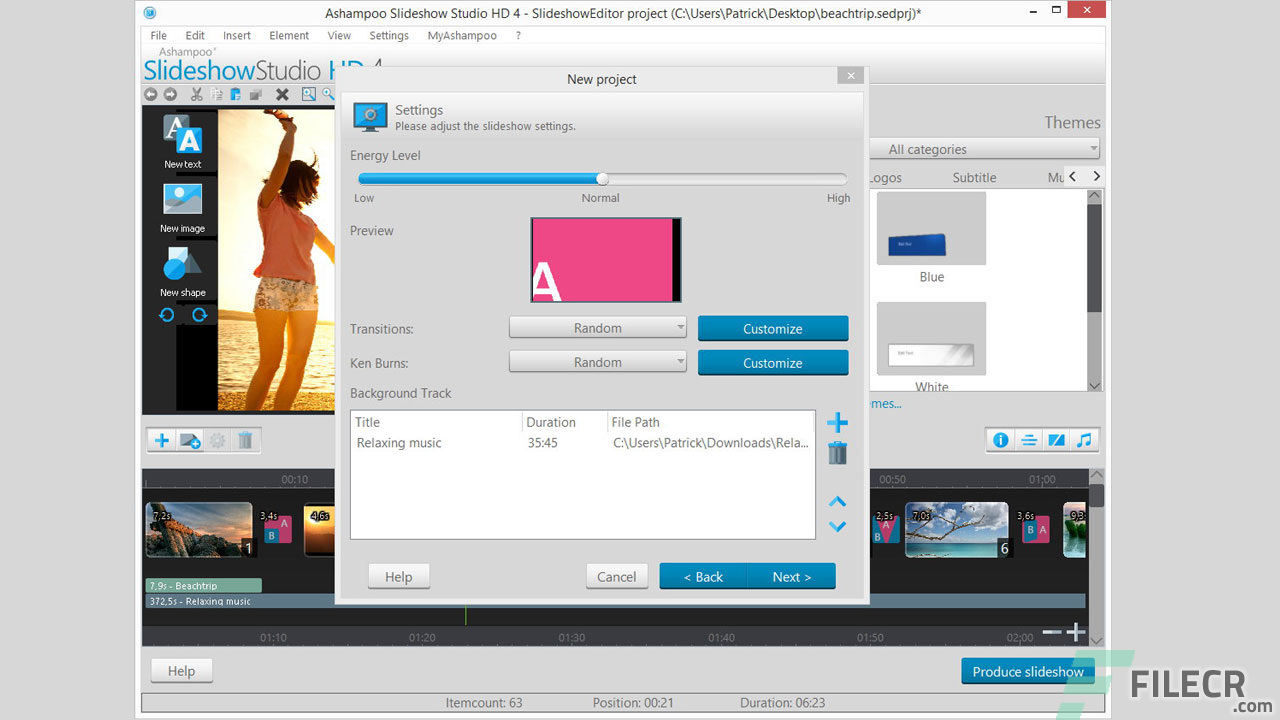 Ashampoo Slideshow Studio HD 4 - SlideshowEditor project (C:\Users\Patrick\Desktop\beachtrip.sedprj)*
File Edit Insert Element View Settings MyAshampoo ?
Ashampoo®
SlideshowStudio HD 4
New project
Settings
Please adjust the slideshow settings.
Energy Level
Low Normal High
Preview
A
Transitions: Random Customize
Ken Burns: Random Customize
Background Track
Title Duration File Path
Relaxing music 35:45 C:\Users\Patrick\Downloads\Rela...
Help Cancel < Back Next >
New text
New image
New shape
Themes
All categories
Logos Subtitle Mu
Blue
White
emes...
00:10 00:50 01:00
7,2s 1 3,4s A B 4,6s 2,5s A B 7,0s 6 3,6s B A 9,3
7,9s - Beachtrip
372,5s - Relaxing music
01:10 01:20 01:30 01:40 01:50 02:00
Help Produce slideshow
Itemcount: 63 Position: 00:21 Duration: 06:23
FILECR
.com